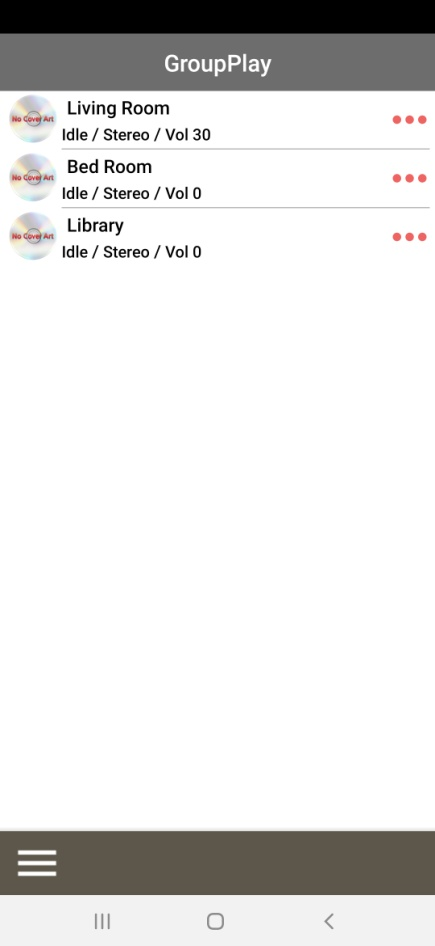 GroupPlay
No Cover Art
Living Room
Idle / Stereo / Vol 30
No Cover Art
Bed Room
Idle / Stereo / Vol 0
No Cover Art
Library
Idle / Stereo / Vol 0